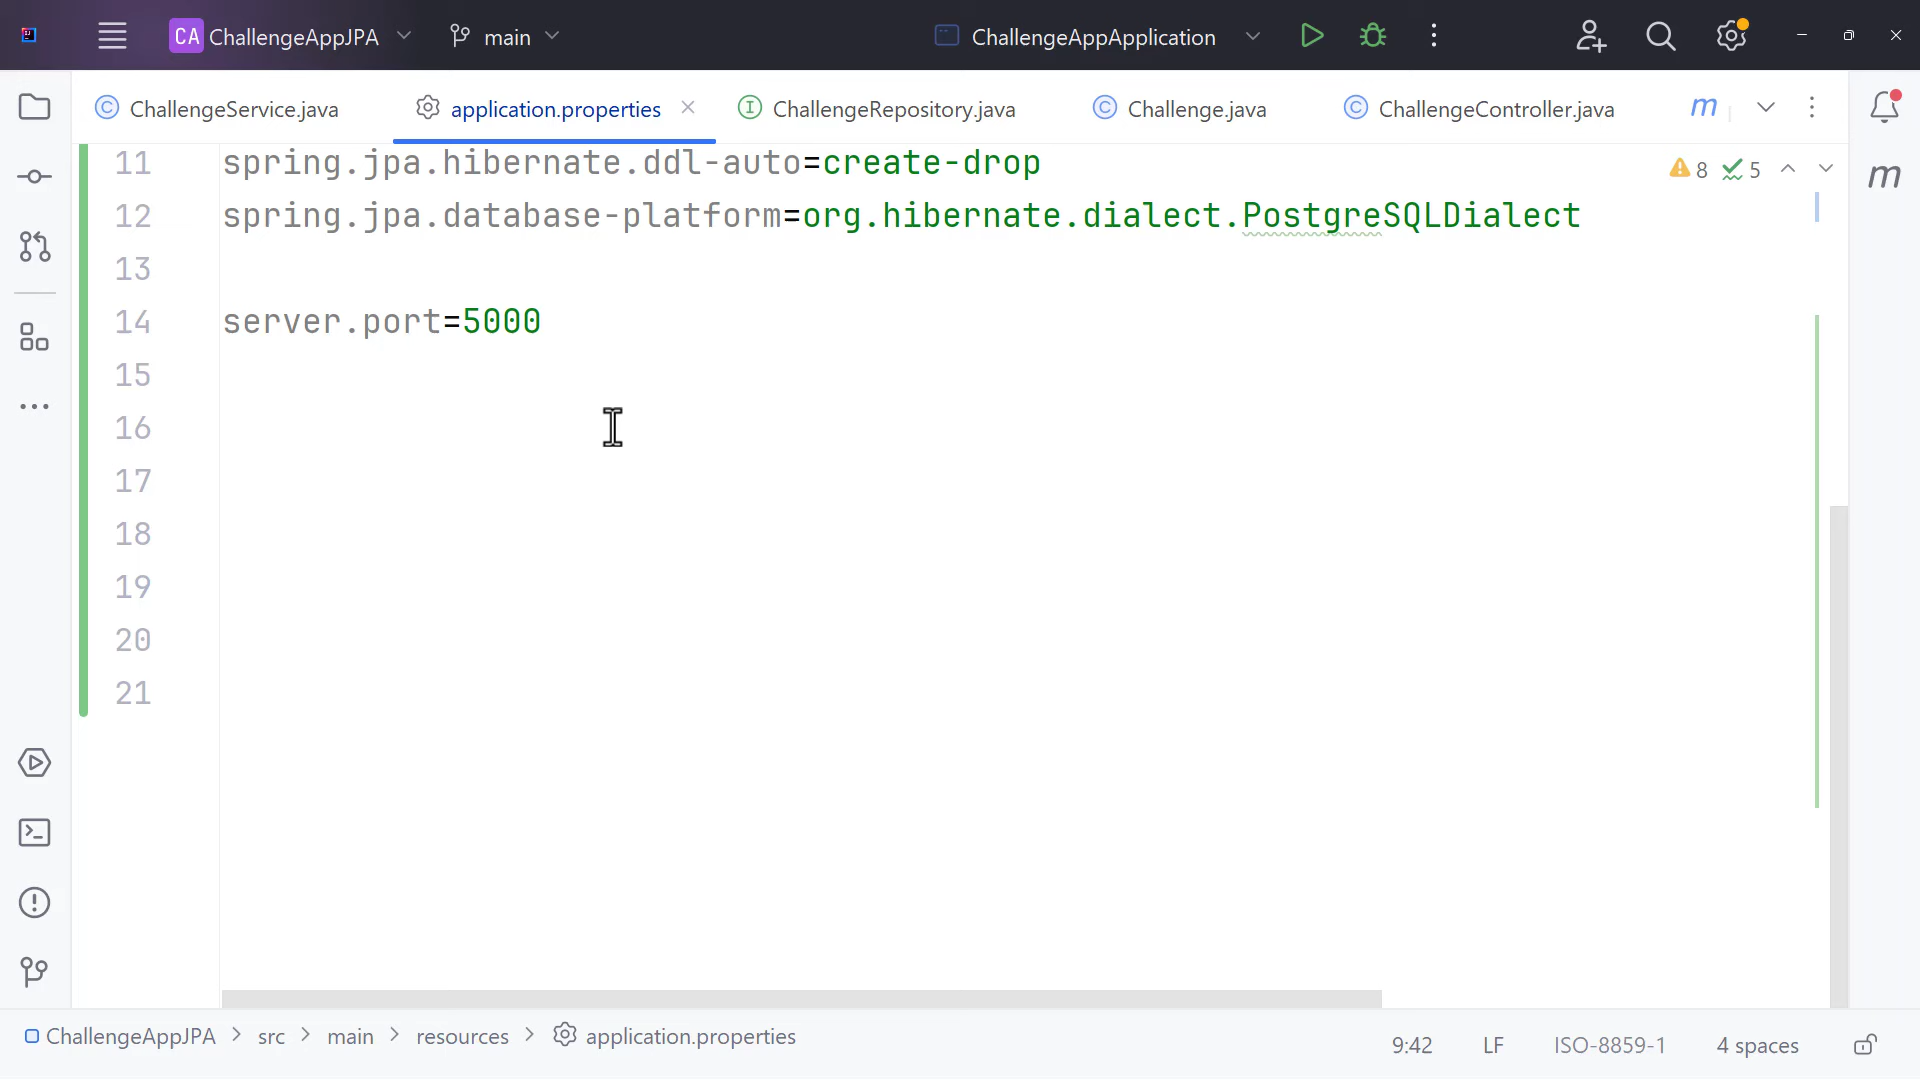 CA ChallengeAppJPA main ChallengeAppApplication
ChallengeService.java application.properties ChallengeRepository.java Challenge.java ChallengeController.java m
11 spring.jpa.hibernate.ddl-auto=create-drop
8 5
m
12 spring.jpa.database-platform=org.hibernate.dialect.PostgreSQLDialect
13
14 server.port=5000
15
16
17
18
19
20
21
ChallengeAppJPA > src > main > resources > application.properties
9:42 LF ISO-8859-1 4 spaces